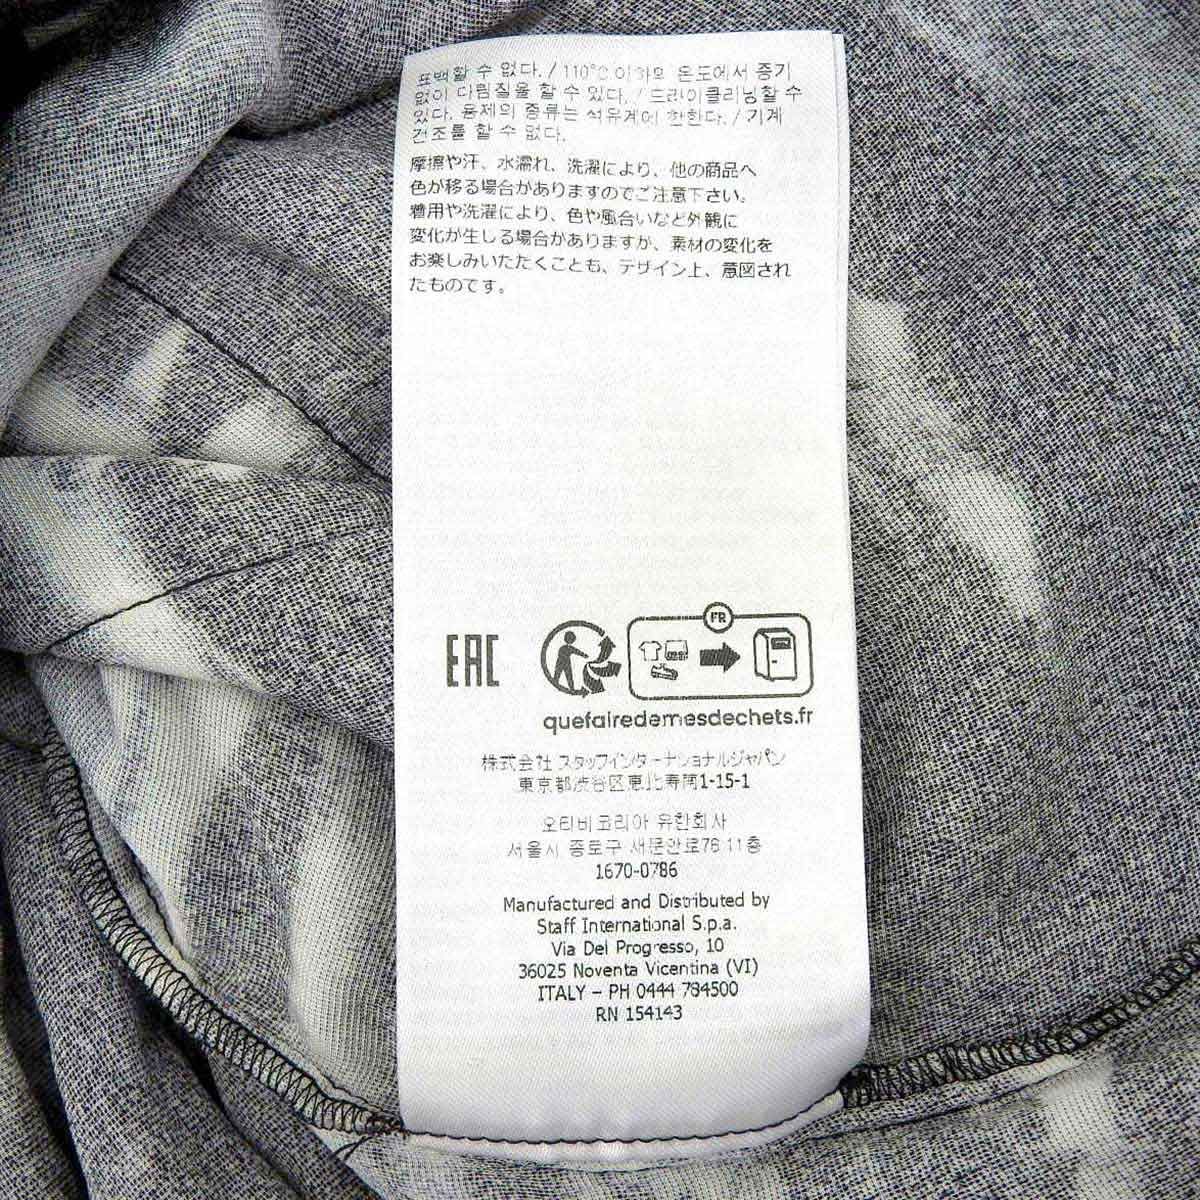 표백할 수 없다. / 110°C 이하의 온도에서 증기
없이 다림질을 할 수 있다. / 드라이클리닝할 수
있다. 용제의 종류는 석유계에 한한다. / 기계
건조를 할 수 없다.
摩擦や汗、水濡れ、洗濯により、他の商品へ
色が移る場合がありますのでご注意下さい。
着用や洗濯により、色や風合いなど外観に
変化が生しる場合がありますが、素材の変化を
お楽しみいたたくことも、デザイン上、意図され
たものてす。
EAC
FR
quefairedemesdechets.fr
株式会社 スタッフインターナショナルジャパン
東京都渋谷区恵比寿南1-15-1
오티비코리아 유한회사
서울시 종로구 새문안로76 11층
1670-0786
Manufactured and Distributed by
Staff International S.p.a.
Via Del Progresso, 10
36025 Noventa Vicentina (VI)
ITALY – PH 0444 784500
RN 154143